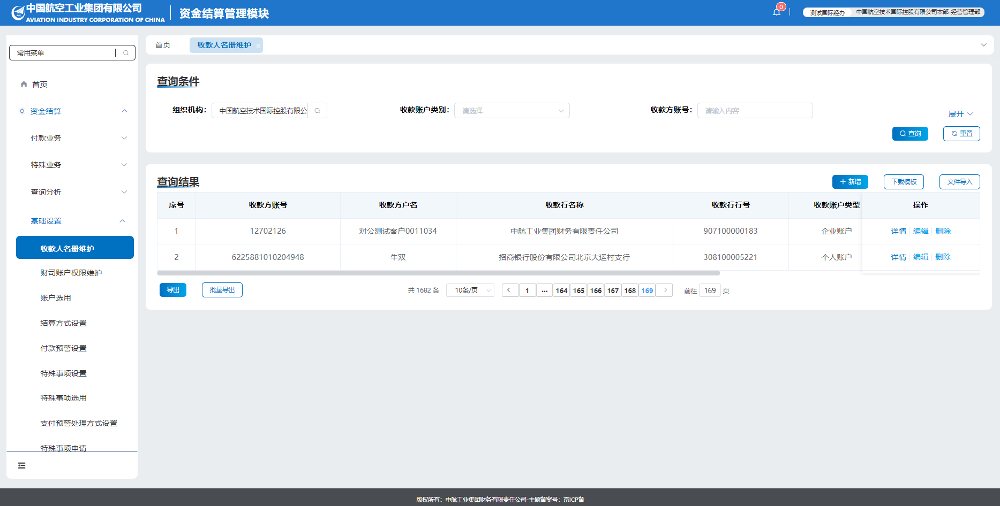 中国航空工业集团有限公司
AVIATION INDUSTRY CORPORATION OF CHINA
资金结算管理模块
0
测试国际经办
中国航空技术国际控股有限公司本部-经营管理部
常用菜单
首页
资金结算
付款业务
特殊业务
查询分析
基础设置
收款人名册维护
财司账户权限维护
账户选用
结算方式设置
付款预警设置
特殊事项设置
特殊事项选用
支付预警处理方式设置
特殊事项申请
首页 收款人名册维护
查询条件
组织机构： 中国航空技术国际控股有限公 收款账户类别： 请选择 收款方账号： 请输入内容
展开
查询 重置
查询结果
新增 下载模板 文件导入
序号 收款方账号 收款方户名 收款行名称 收款行行号 收款账户类型 操作
1 12702126 对公测试客户0011034 中航工业集团财务有限责任公司 907100000183 企业账户 详情 编辑 删除
2 6225881010204948 牛双 招商银行股份有限公司北京大运村支行 308100005221 个人账户 详情 编辑 删除
导出 批量导出 共 1682 条 10条/页 1 ... 164 165 166 167 168 169 前往 169 页
版权所有：中航工业集团财务有限责任公司-主题备案号：京ICP备